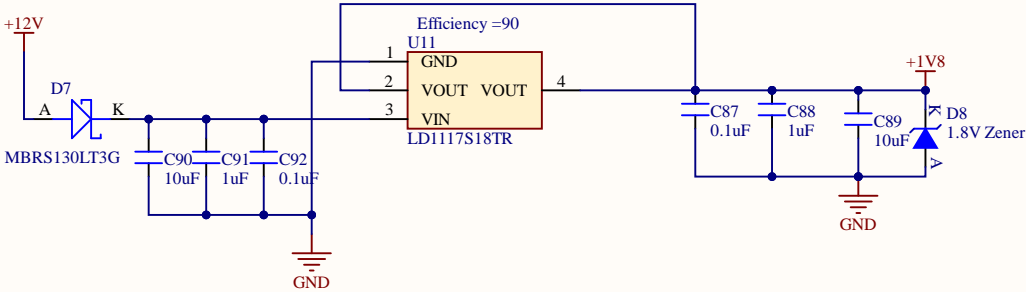 Efficiency =90
+12V
U11
1
GND
2
VOUT
VOUT
4
3
VIN
LD1117S18TR
D7
A
K
MBRS130LT3G
C90
10uF
C91
1uF
C92
0.1uF
GND
+1V8
C87
0.1uF
C88
1uF
C89
10uF
K
D8
1.8V Zener
A
GND